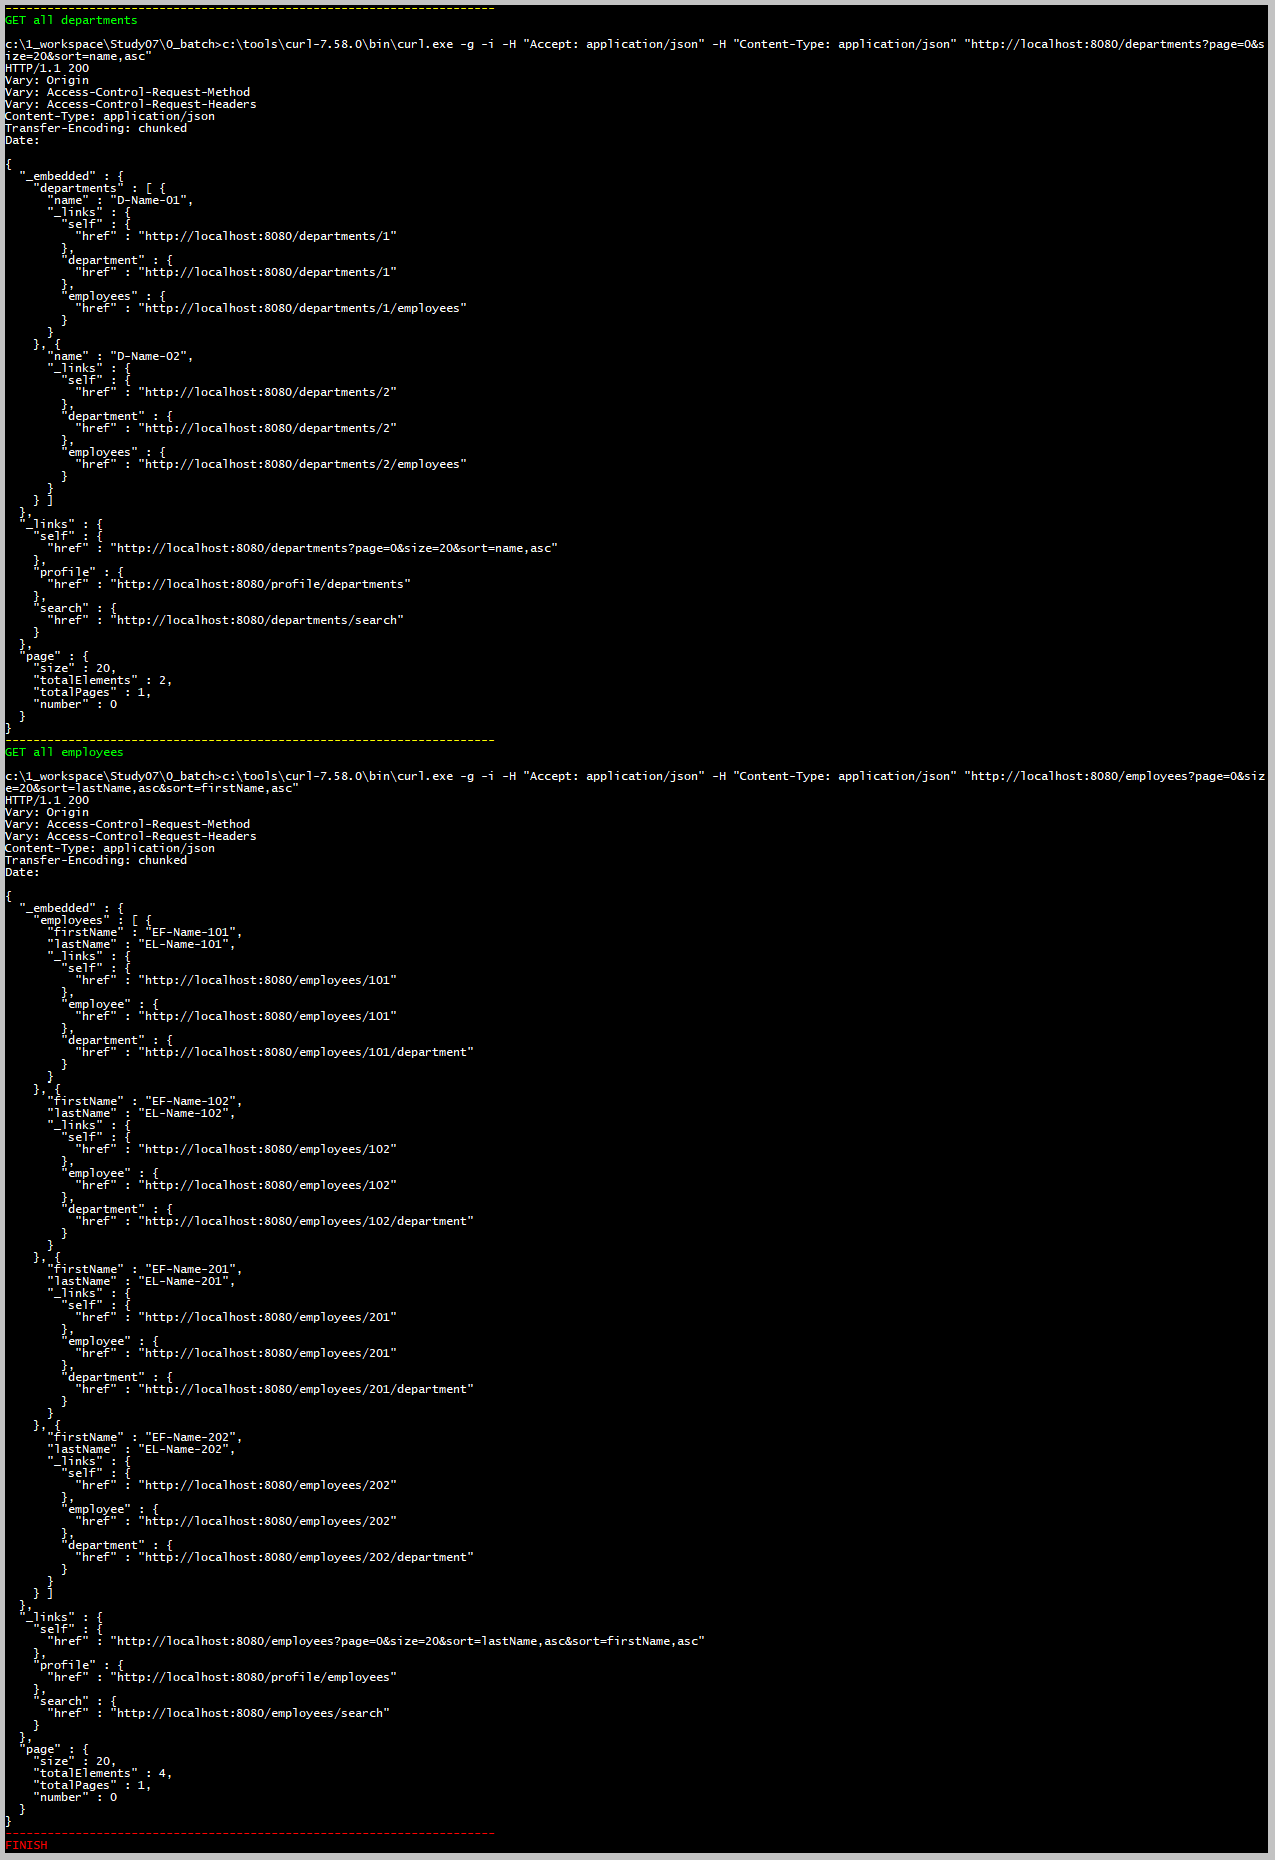 ----------------------------------------------------------------------
GET all departments

c:\1_workspace\Study07\0_batch>c:\tools\curl-7.58.0\bin\curl.exe -g -i -H "Accept: application/json" -H "Content-Type: application/json" "http://localhost:8080/departments?page=0&s
ize=20&sort=name,asc"
HTTP/1.1 200
Vary: Origin
Vary: Access-Control-Request-Method
Vary: Access-Control-Request-Headers
Content-Type: application/json
Transfer-Encoding: chunked
Date:

{
  "_embedded" : {
    "departments" : [ {
      "name" : "D-Name-01",
      "_links" : {
        "self" : {
          "href" : "http://localhost:8080/departments/1"
        },
        "department" : {
          "href" : "http://localhost:8080/departments/1"
        },
        "employees" : {
          "href" : "http://localhost:8080/departments/1/employees"
        }
      }
    }, {
      "name" : "D-Name-02",
      "_links" : {
        "self" : {
          "href" : "http://localhost:8080/departments/2"
        },
        "department" : {
          "href" : "http://localhost:8080/departments/2"
        },
        "employees" : {
          "href" : "http://localhost:8080/departments/2/employees"
        }
      }
    } ]
  },
  "_links" : {
    "self" : {
      "href" : "http://localhost:8080/departments?page=0&size=20&sort=name,asc"
    },
    "profile" : {
      "href" : "http://localhost:8080/profile/departments"
    },
    "search" : {
      "href" : "http://localhost:8080/departments/search"
    }
  },
  "page" : {
    "size" : 20,
    "totalElements" : 2,
    "totalPages" : 1,
    "number" : 0
  }
}
----------------------------------------------------------------------
GET all employees

c:\1_workspace\Study07\0_batch>c:\tools\curl-7.58.0\bin\curl.exe -g -i -H "Accept: application/json" -H "Content-Type: application/json" "http://localhost:8080/employees?page=0&siz
e=20&sort=lastName,asc&sort=firstName,asc"
HTTP/1.1 200
Vary: Origin
Vary: Access-Control-Request-Method
Vary: Access-Control-Request-Headers
Content-Type: application/json
Transfer-Encoding: chunked
Date:

{
  "_embedded" : {
    "employees" : [ {
      "firstName" : "EF-Name-101",
      "lastName" : "EL-Name-101",
      "_links" : {
        "self" : {
          "href" : "http://localhost:8080/employees/101"
        },
        "employee" : {
          "href" : "http://localhost:8080/employees/101"
        },
        "department" : {
          "href" : "http://localhost:8080/employees/101/department"
        }
      }
    }, {
      "firstName" : "EF-Name-102",
      "lastName" : "EL-Name-102",
      "_links" : {
        "self" : {
          "href" : "http://localhost:8080/employees/102"
        },
        "employee" : {
          "href" : "http://localhost:8080/employees/102"
        },
        "department" : {
          "href" : "http://localhost:8080/employees/102/department"
        }
      }
    }, {
      "firstName" : "EF-Name-201",
      "lastName" : "EL-Name-201",
      "_links" : {
        "self" : {
          "href" : "http://localhost:8080/employees/201"
        },
        "employee" : {
          "href" : "http://localhost:8080/employees/201"
        },
        "department" : {
          "href" : "http://localhost:8080/employees/201/department"
        }
      }
    }, {
      "firstName" : "EF-Name-202",
      "lastName" : "EL-Name-202",
      "_links" : {
        "self" : {
          "href" : "http://localhost:8080/employees/202"
        },
        "employee" : {
          "href" : "http://localhost:8080/employees/202"
        },
        "department" : {
          "href" : "http://localhost:8080/employees/202/department"
        }
      }
    } ]
  },
  "_links" : {
    "self" : {
      "href" : "http://localhost:8080/employees?page=0&size=20&sort=lastName,asc&sort=firstName,asc"
    },
    "profile" : {
      "href" : "http://localhost:8080/profile/employees"
    },
    "search" : {
      "href" : "http://localhost:8080/employees/search"
    }
  },
  "page" : {
    "size" : 20,
    "totalElements" : 4,
    "totalPages" : 1,
    "number" : 0
  }
}
----------------------------------------------------------------------
FINISH